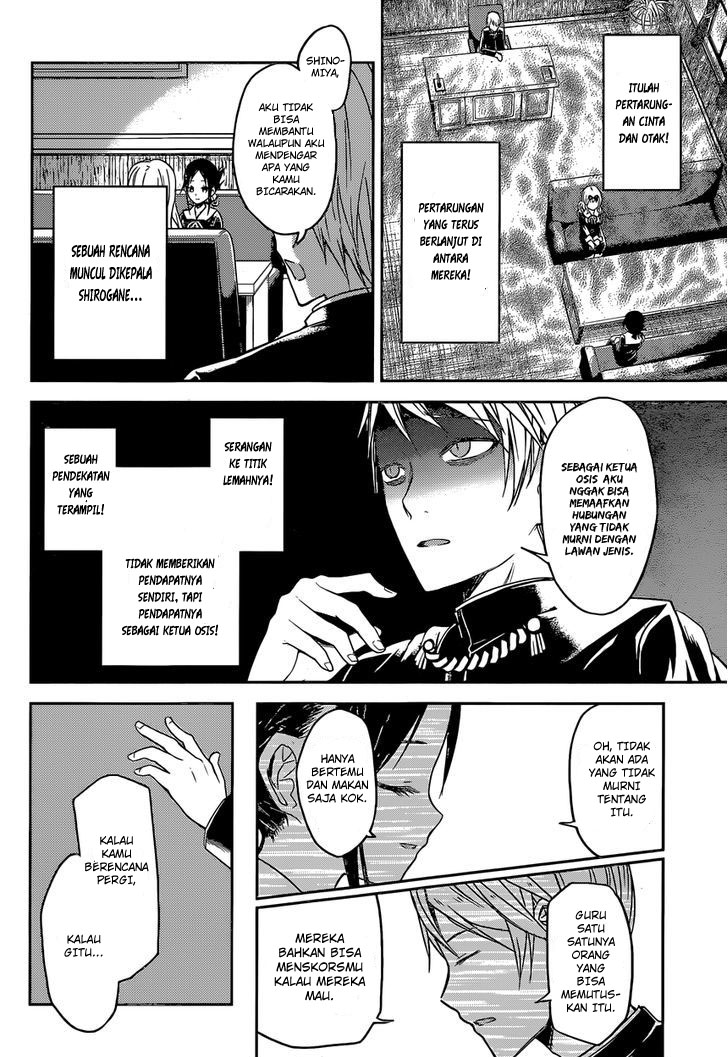 ITULAH
PERTARUNG-
AN CINTA
DAN OTAK!
PERTARUNGAN
YANG TERUS
BERLANJUT DI
ANTARA
MEREKA!
SHINO-
MIYA,
AKU TIDAK
BISA
MEMBANTU
WALAUPUN AKU
MENDENGAR
APA YANG
KAMU
BICARAKAN.
SEBUAH RENCANA
MUNCUL DIKEPALA
SHIROGANE...
SEBAGAI KETUA
OSIS AKU
NGGAK BISA
MEMAAFKAN
HUBUNGAN
YANG TIDAK
MURNI DENGAN
LAWAN JENIS.
SERANGAN
KE TITIK
LEMAHNYA!
TIDAK MEMBERIKAN
PENDAPATNYA
SENDIRI, TAPI
PENDAPATNYA
SEBAGAI KETUA OSIS!
SEBUAH
PENDEKATAN
YANG
TERAMPIL!
OH, TIDAK
AKAN ADA
YANG TIDAK
MURNI
TENTANG
ITU.
HANYA
BERTEMU
DAN MAKAN
SAJA KOK.
GURU
SATU
SATUNYA
ORANG
YANG
BISA
MEMUTUS-
KAN ITU.
MEREKA
BAHKAN BISA
MENSKORSMU
KALAU MEREKA
MAU.
KALAU
KAMU
BERENCANA
PERGI,
KALAU
GITU...